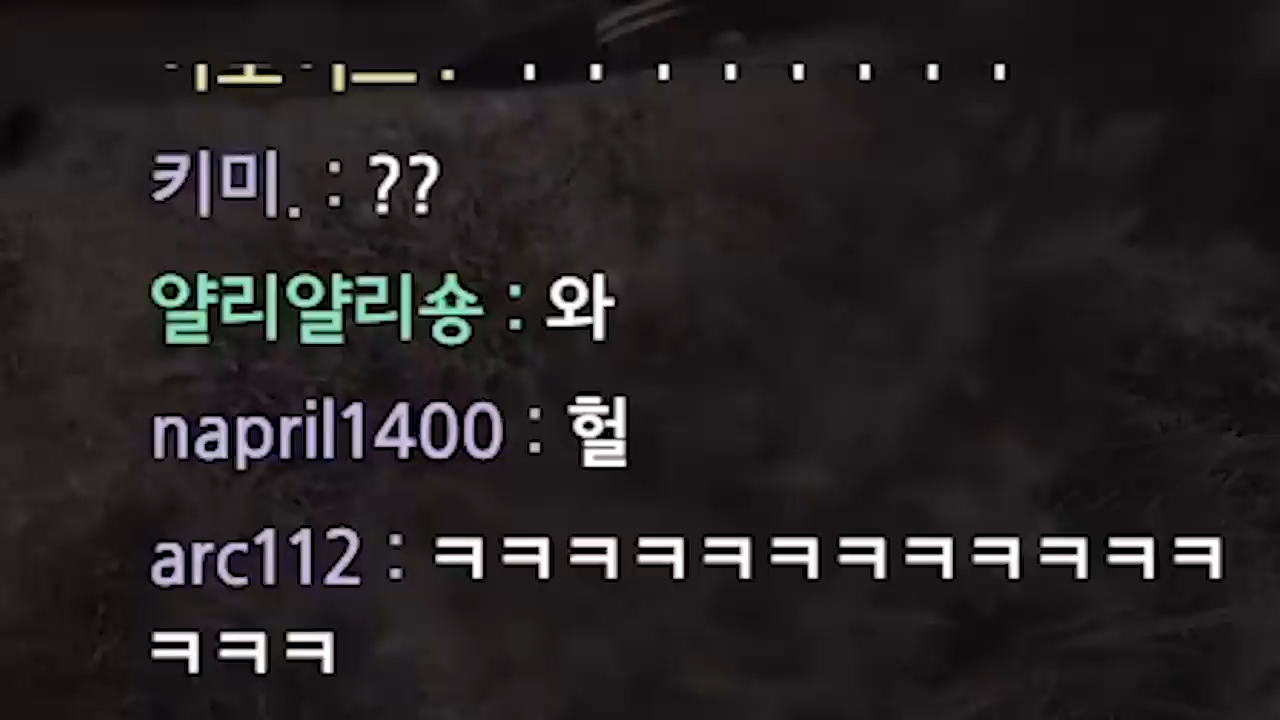 키미. : ??
얄리얄리숑 : 와
napril1400 : 헐
arc112 : ㅋㅋㅋㅋㅋㅋㅋㅋㅋㅋㅋㅋ
ㅋㅋㅋ